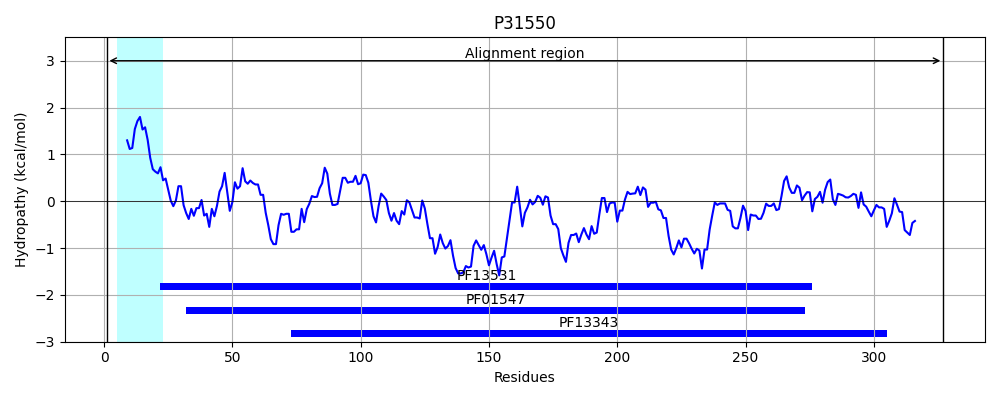 P31550
Alignment region
Hydropathy (kcal/mol)
3
2
1
0
−1
−2
−3
PF13531
PF01547
PF13343
0 50 100 150 200 250 300
Residues